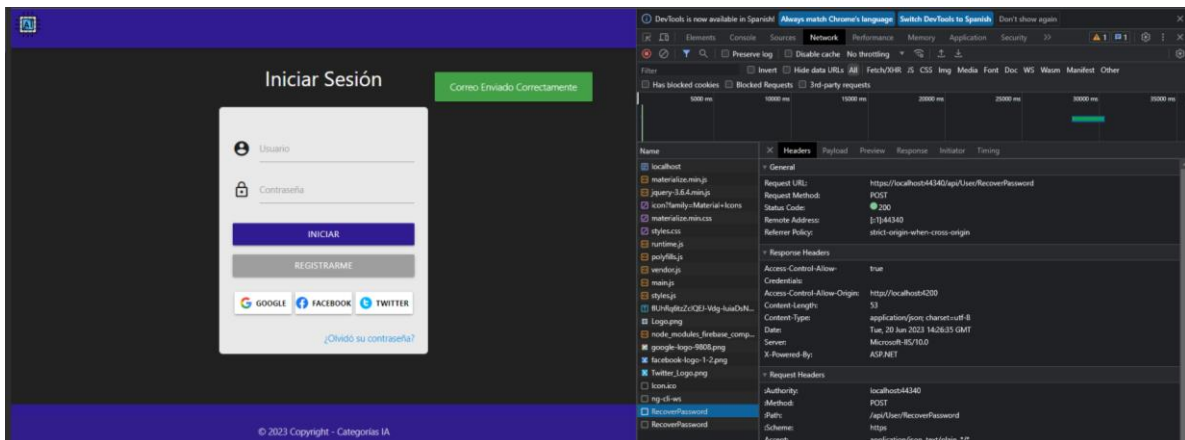 DevTools is now available in Spanish! Always match Chrome's language Switch DevTools to Spanish Don't show again
Elements Console Sources Network Performance Memory Application Security
1 1
Preserve log Disable cache No throttling
Filter Invert Hide data URLs All Fetch/XHR JS CSS Img Media Font Doc WS Wasm Manifest Other
Has blocked cookies Blocked Requests 3rd-party requests
5000 ms 10000 ms 15000 ms 20000 ms 25000 ms 30000 ms 35000 ms
Iniciar Sesión
Correo Enviado Correctamente
Usuario
Contraseña
INICIAR
REGISTRARME
GOOGLE FACEBOOK TWITTER
¿Olvidó su contraseña?
© 2023 Copyright - Categorías IA
Name
localhost
materialize.min.js
jquery-3.6.4.min.js
icon?family=Material+Icons
materialize.min.css
styles.css
runtime.js
polyfills.js
vendor.js
main.js
styles.js
Logo.png
node_modules_firebase_comp...
google-logo-9808.png
facebook-logo-1-2.png
Twitter_Logo.png
Icon.ico
ng-cli-ws
RecoverPassword
RecoverPassword
Headers Payload Preview Response Initiator Timing
General
Request URL: https://localhost:44340/api/User/RecoverPassword
Request Method: POST
Status Code: 200
Remote Address: [::1]:44340
Referrer Policy: strict-origin-when-cross-origin
Response Headers
Access-Control-Allow-Credentials: true
Access-Control-Allow-Origin: http://localhost:4200
Content-Length: 53
Content-Type: application/json; charset=utf-8
Date: Tue, 20 Jun 2023 14:26:35 GMT
Server: Microsoft-IIS/10.0
X-Powered-By: ASP.NET
Request Headers
:Authority: localhost:44340
:Method: POST
:Path: /api/User/RecoverPassword
:Scheme: https